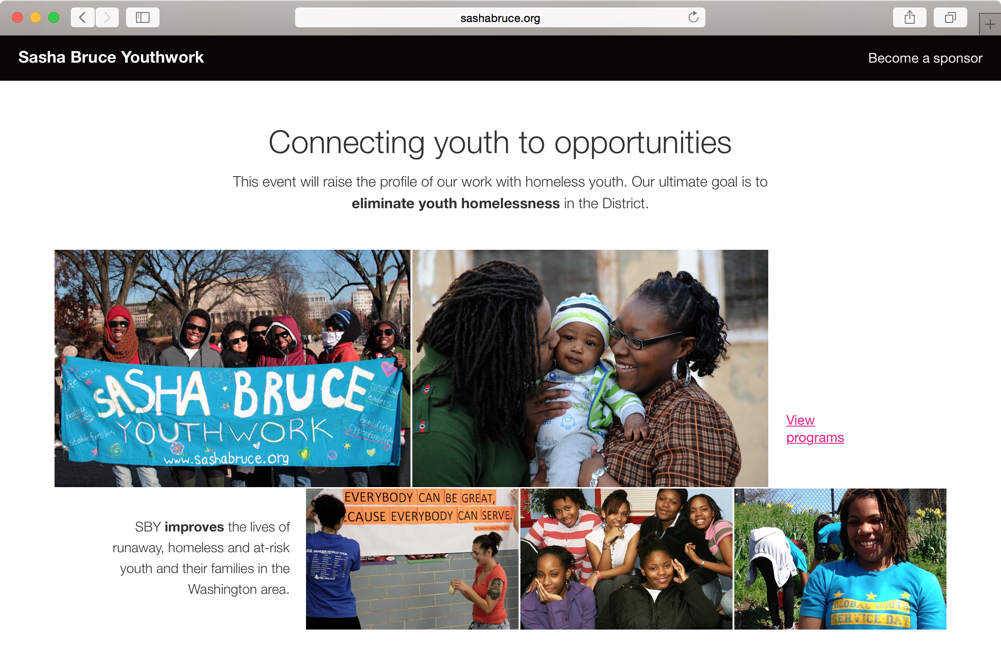 sashabruce.org
Sasha Bruce Youthwork
Become a sponsor
Connecting youth to opportunities
This event will raise the profile of our work with homeless youth. Our ultimate goal is to
eliminate youth homelessness in the District.
SASHA BRUCE
YOUTHWORK
www.sashabruce.org
View
programs
SBY improves the lives of
runaway, homeless and at-risk
youth and their families in the
Washington area.
EVERYBODY CAN BE GREAT,
ECAUSE EVERYBODY CAN SERVE.
GLOBAL YOU
SERVICE DAY